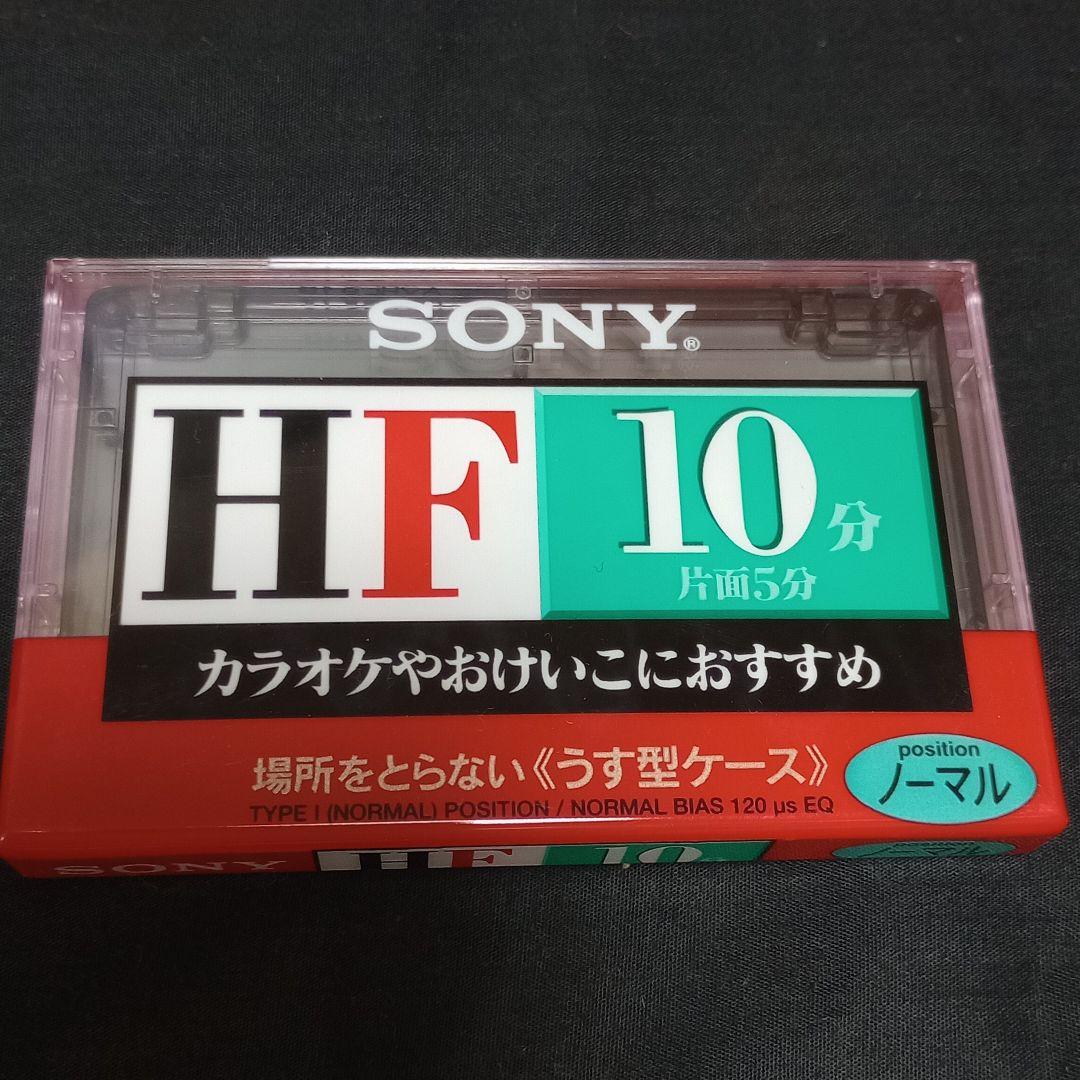 SONY®
HF 10分
片面5分
カラオケやおけいこにおすすめ
場所をとらない《うす型ケース》
TYPE I (NORMAL) POSITION / NORMAL BIAS 120 μs EQ
position
ノーマル
SONY HF 10